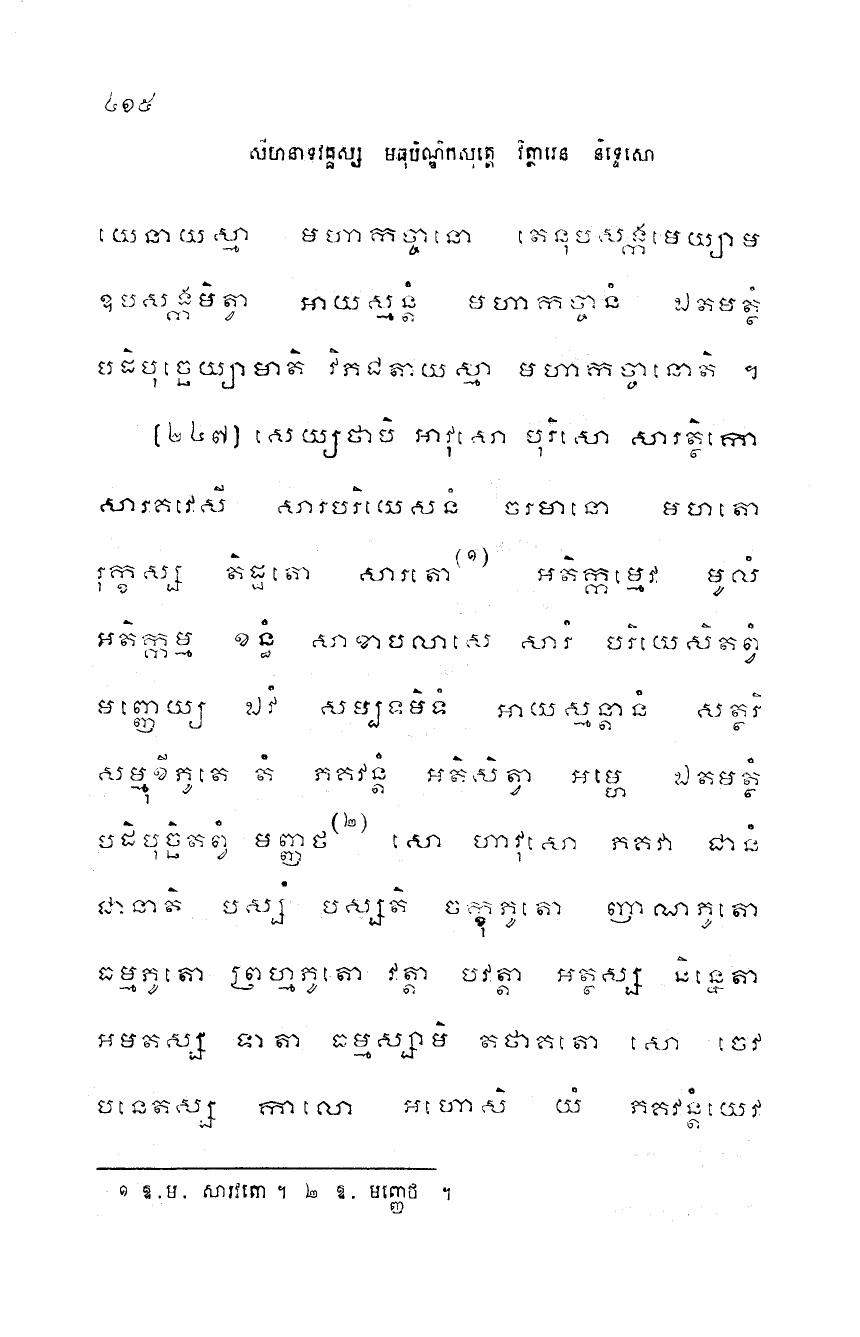 ៤១៥
សីហនាទវគ្គស្ស មធុបិណ្ឌិកសុត្តេ វិត្ថារេន និទ្ទេសោ
យេនាយស្មា មហាកច្ចានោ តេនុបសង្កមេយ្យាម
ឧបសង្កមិត្វា អាយស្មន្តំ មហាកច្ចានំ ឯតមត្ថំ
បដិបុច្ឆេយ្យាមាតិ វិភជតាយស្មា មហាកច្ចានោតិ ។
[២៤៧] សេយ្យថាបិ អាវុសោ បុរិសោ សារត្ថិកោ
សារគវេសី សារបរិយេសនំ ចរមានោ មហតោ
រុក្ខស្ស តិដ្ឋតោ សារតោ(១) អតិក្កម្មេវ មូលំ
អតិក្កម្ម ខន្ធំ សាខាបលាសេ សារំ បរិយេសិតព្វំ
មញ្ញេយ្យ ឯវំ សម្បទមិទំ អាយស្មន្តានំ សត្ថរិ
សម្មុខីភូតេ តំ ភគវន្តំ អតិសិត្វា អម្ហេ ឯតមត្ថំ
បដិបុច្ឆិតព្វំ មញ្ញថ(២) សោ ហាវុសោ ភគវា ជានំ
ជានាតិ បស្សំ បស្សតិ ចក្ខុភូតោ ញាណភូតោ
ធម្មភូតោ ព្រហ្មភូតោ វត្តា បវត្តា អត្ថស្ស និន្នេតា
អមតស្ស ទាតា ធម្មស្សាមិ តថាគតោ សោ ចេវ
បនេតស្ស កាលោ អហោសិ យំ ភគវន្តំយេវ
១ ឱ.ម. សារវតោ ។ ២ ឱ. មញ្ញេថ ។